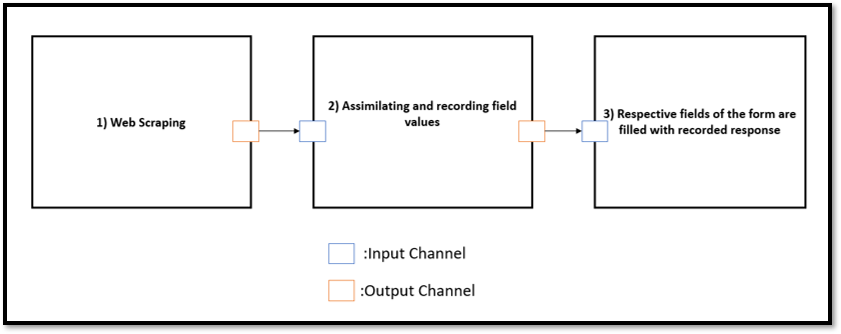 1) Web Scraping
2) Assimilating and recording field
values
3) Respective fields of the form are
filled with recorded response
:Input Channel
:Output Channel